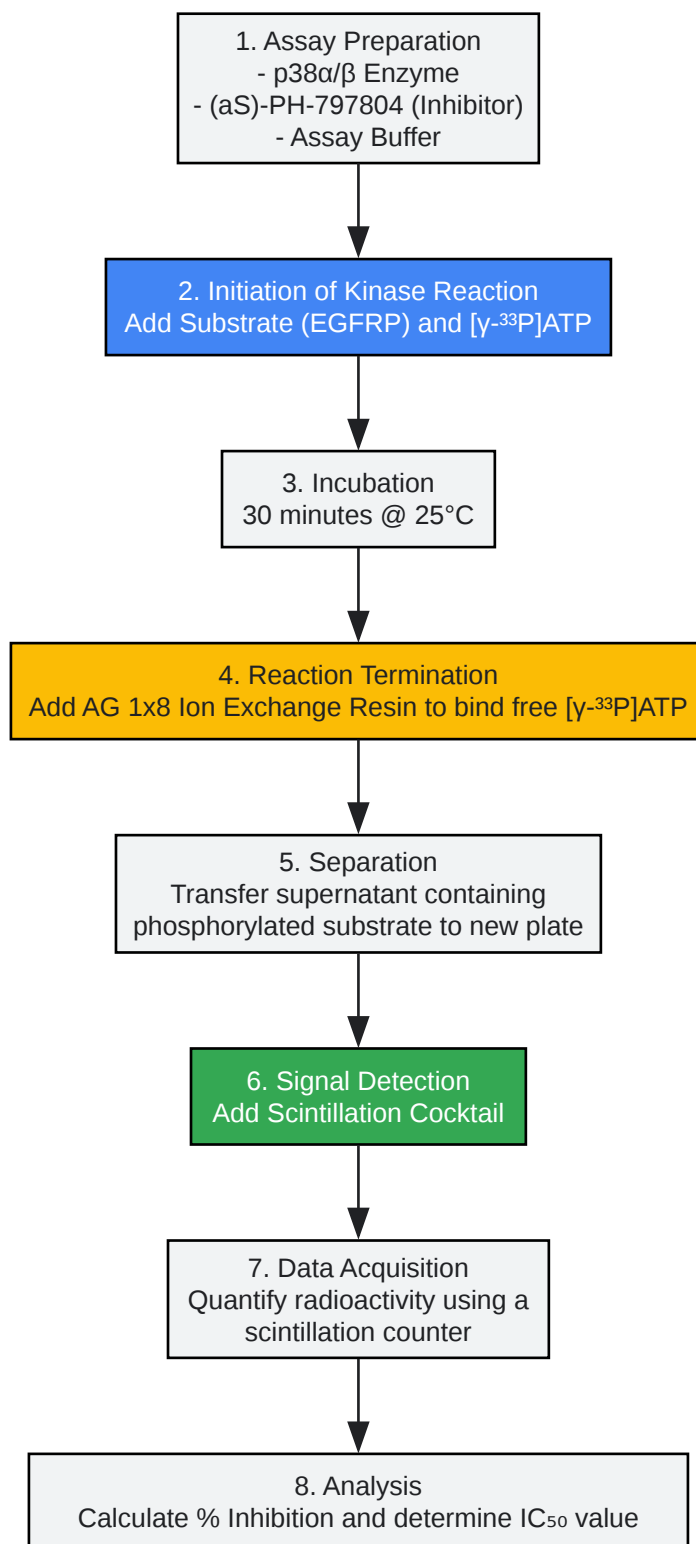 1. Assay Preparation
- p38α/β Enzyme
- (aS)-PH-797804 (Inhibitor)
- Assay Buffer
2. Initiation of Kinase Reaction
Add Substrate (EGFRP) and [γ-³³P]ATP
3. Incubation
30 minutes @ 25°C
4. Reaction Termination
Add AG 1x8 Ion Exchange Resin to bind free [γ-³³P]ATP
5. Separation
Transfer supernatant containing
phosphorylated substrate to new plate
6. Signal Detection
Add Scintillation Cocktail
7. Data Acquisition
Quantify radioactivity using a
scintillation counter
8. Analysis
Calculate % Inhibition and determine IC₅₀ value